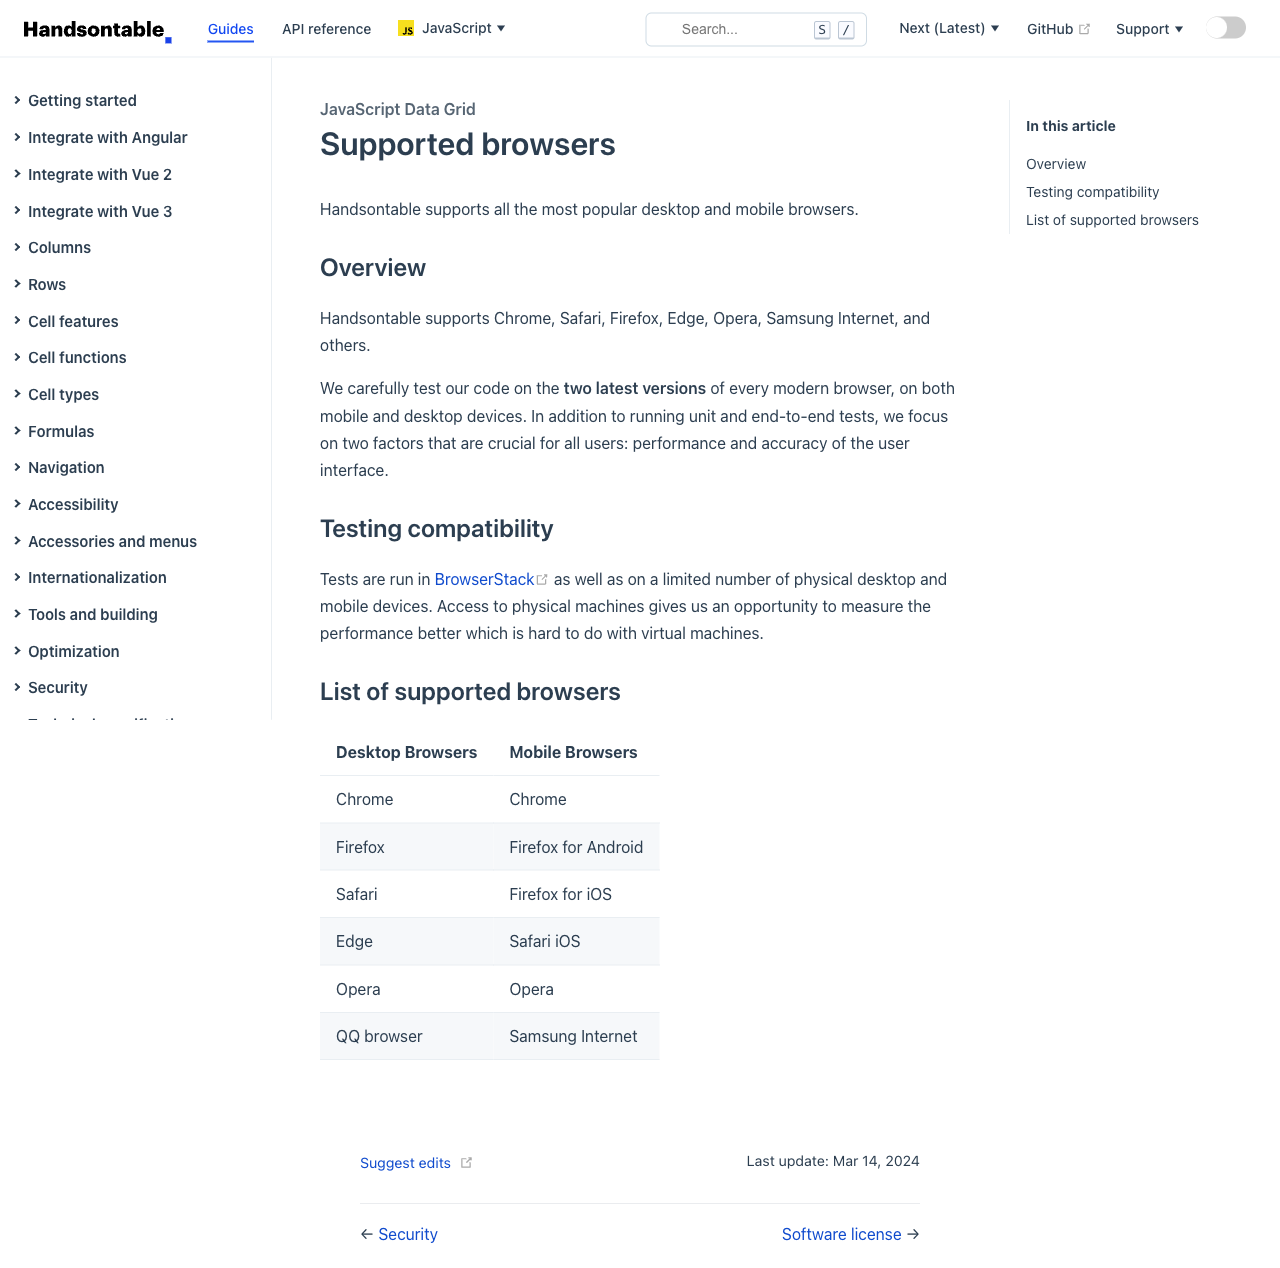 Handsontable
Guides
API reference
JS
JavaScript
Search...
S
/
Next (Latest)
GitHub
Support
Getting started
Integrate with Angular
Integrate with Vue 2
Integrate with Vue 3
Columns
Rows
Cell features
Cell functions
Cell types
Formulas
Navigation
Accessibility
Accessories and menus
Internationalization
Tools and building
Optimization
Security
JavaScript Data Grid
Supported browsers
Handsontable supports all the most popular desktop and mobile browsers.
Overview
Handsontable supports Chrome, Safari, Firefox, Edge, Opera, Samsung Internet, and
others.
We carefully test our code on the two latest versions of every modern browser, on both
mobile and desktop devices. In addition to running unit and end-to-end tests, we focus
on two factors that are crucial for all users: performance and accuracy of the user
interface.
Testing compatibility
Tests are run in BrowserStack as well as on a limited number of physical desktop and
mobile devices. Access to physical machines gives us an opportunity to measure the
performance better which is hard to do with virtual machines.
List of supported browsers
Desktop Browsers Mobile Browsers
Chrome Chrome
Firefox Firefox for Android
Safari Firefox for iOS
Edge Safari iOS
Opera Opera
QQ browser Samsung Internet
Suggest edits
Last update: Mar 14, 2024
← Security
Software license →
In this article
Overview
Testing compatibility
List of supported browsers